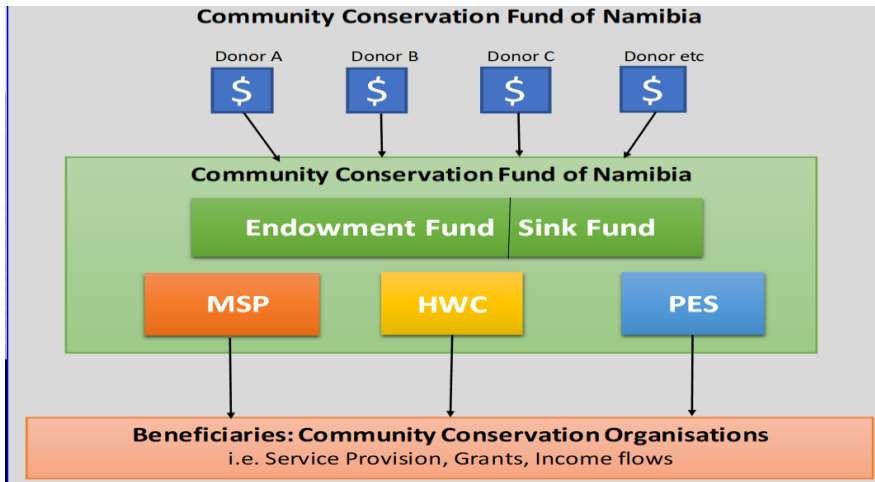 Community Conservation Fund of Namibia
Donor A Donor B Donor C Donor etc
$ $ $ $
Community Conservation Fund of Namibia
Endowment Fund Sink Fund
MSP HWC PES
Beneficiaries: Community Conservation Organisations
i.e. Service Provision, Grants, Income flows